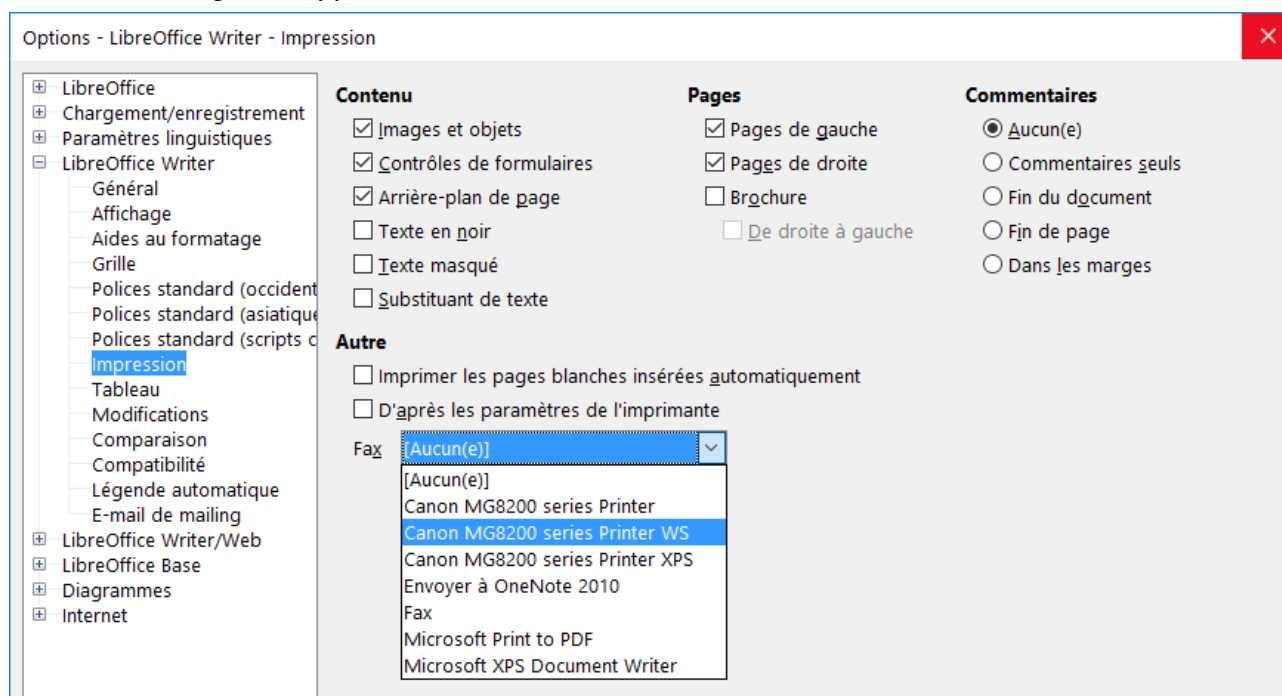 Options - LibreOffice Writer - Impression
LibreOffice
Chargement/enregistrement
Paramètres linguistiques
LibreOffice Writer
Général
Affichage
Aides au formatage
Grille
Polices standard (occident
Polices standard (asiatique
Polices standard (scripts c
Impression
Tableau
Modifications
Comparaison
Compatibilité
Légende automatique
E-mail de mailing
LibreOffice Writer/Web
LibreOffice Base
Diagrammes
Internet
Contenu
Images et objets
Contrôles de formulaires
Arrière-plan de page
Texte en noir
Texte masqué
Substituant de texte
Pages
Pages de gauche
Pages de droite
Brochure
De droite à gauche
Commentaires
Aucun(e)
Commentaires seuls
Fin du document
Fin de page
Dans les marges
Autre
Imprimer les pages blanches insérées automatiquement
D'après les paramètres de l'imprimante
Fax [Aucun(e)]
[Aucun(e)]
Canon MG8200 series Printer
Canon MG8200 series Printer WS
Canon MG8200 series Printer XPS
Envoyer à OneNote 2010
Fax
Microsoft Print to PDF
Microsoft XPS Document Writer